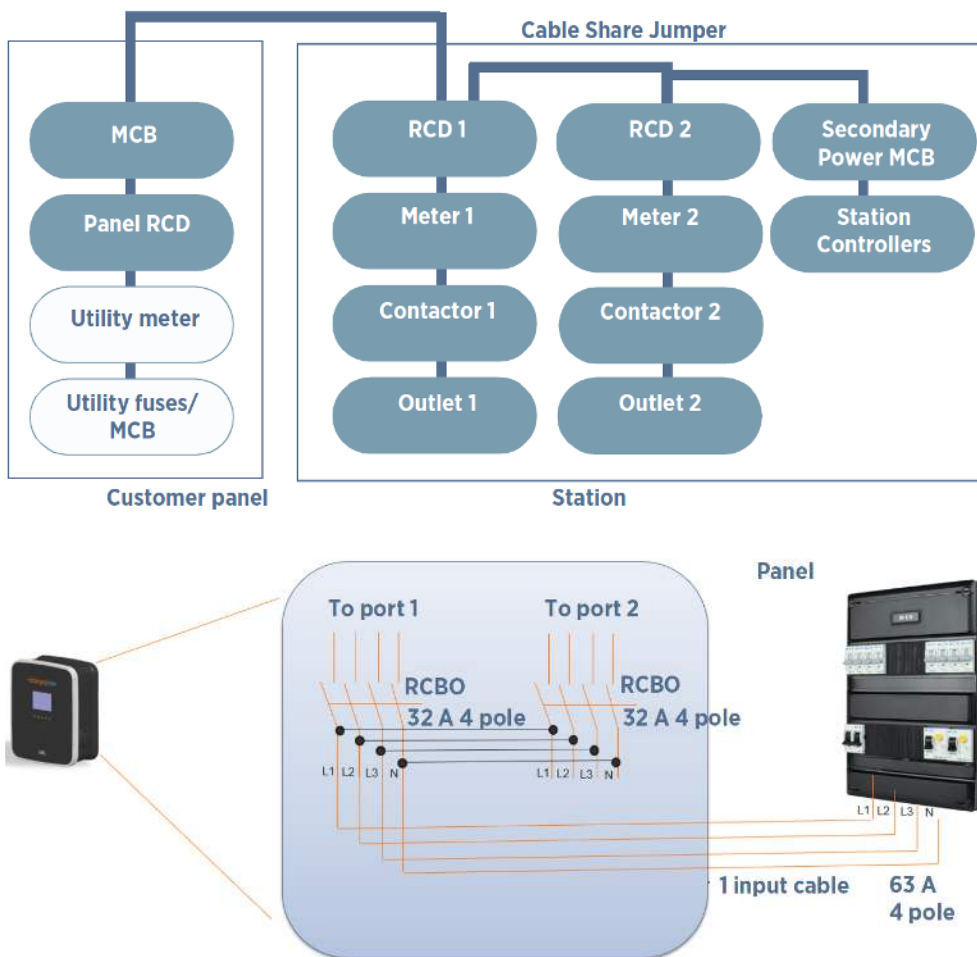 Cable Share Jumper
MCB
Panel RCD
Utility meter
Utility fuses/
MCB
Customer panel
RCD 1
Meter 1
Contactor 1
Outlet 1
RCD 2
Meter 2
Contactor 2
Outlet 2
Secondary
Power MCB
Station
Controllers
Station
Panel
To port 1
To port 2
RCBO
32 A 4 pole
RCBO
32 A 4 pole
L1 L2 L3 N
L1 L2 L3 N
L1 L2 L3 N
1 input cable
63 A
4 pole